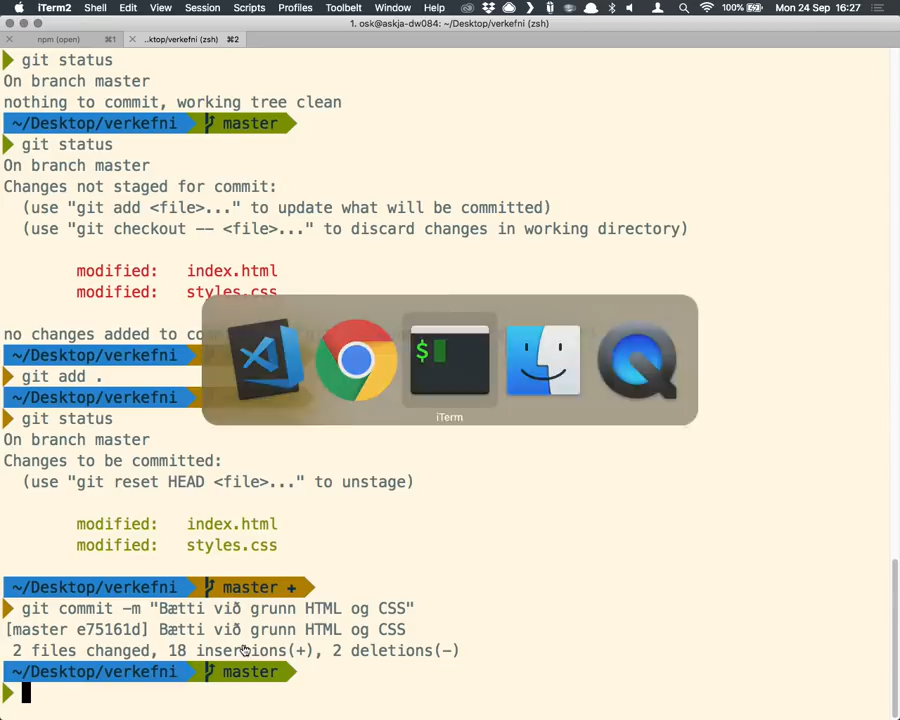 iTerm2 Shell Edit View Session Scripts Profiles Toolbelt Window Help 100% Mon 24 Sep 16:27
1. osk@askja-dw084: ~/Desktop/verkefni (zsh)
npm (open) ⌘1 ..ktop/verkefni (zsh) ⌘2
git status
On branch master
nothing to commit, working tree clean
~/Desktop/verkefni master
git status
On branch master
Changes not staged for commit:
(use "git add <file>..." to update what will be committed)
(use "git checkout -- <file>..." to discard changes in working directory)
modified: index.html
modified: styles.css
no changes added to
~/Desktop/verkefni
git add .
~/Desktop/verkefni
$
iTerm
git status
On branch master
Changes to be committed:
(use "git reset HEAD <file>..." to unstage)
modified: index.html
modified: styles.css
~/Desktop/verkefni master +
git commit -m "Bætti við grunn HTML og CSS"
[master e75161d] Bætti við grunn HTML og CSS
2 files changed, 18 insertions(+), 2 deletions(-)
~/Desktop/verkefni master